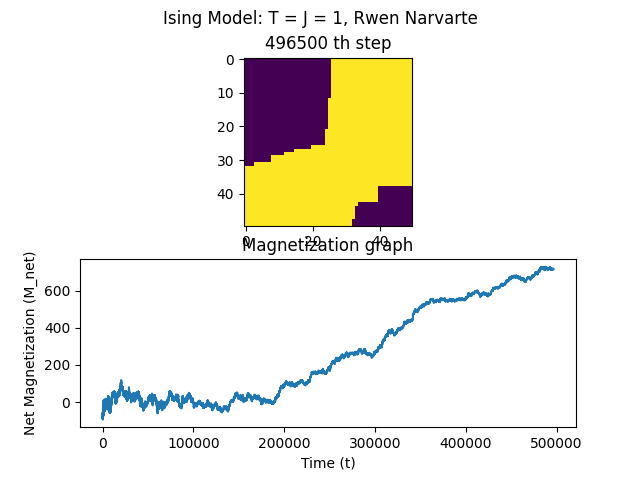 Ising Model: T = J = 1, Rwen Narvarte
496500 th step
0
10
20
30
40
0 20 40
Magnetization graph
Net Magnetization (M_net)
600
400
200
0
0 100000 200000 300000 400000 500000
Time (t)